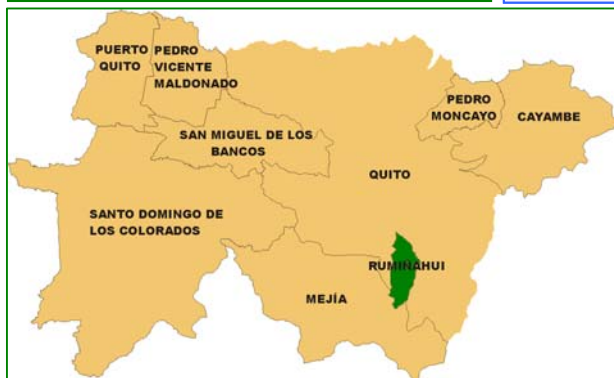 PUERTO
QUITO
PEDRO
VICENTE
MALDONADO
SAN MIGUEL DE LOS
BANCOS
PEDRO
MONCAYO
CAYAMBE
QUITO
SANTO DOMINGO DE
LOS COLORADOS
RUMIÑAHUI
MEJÍA